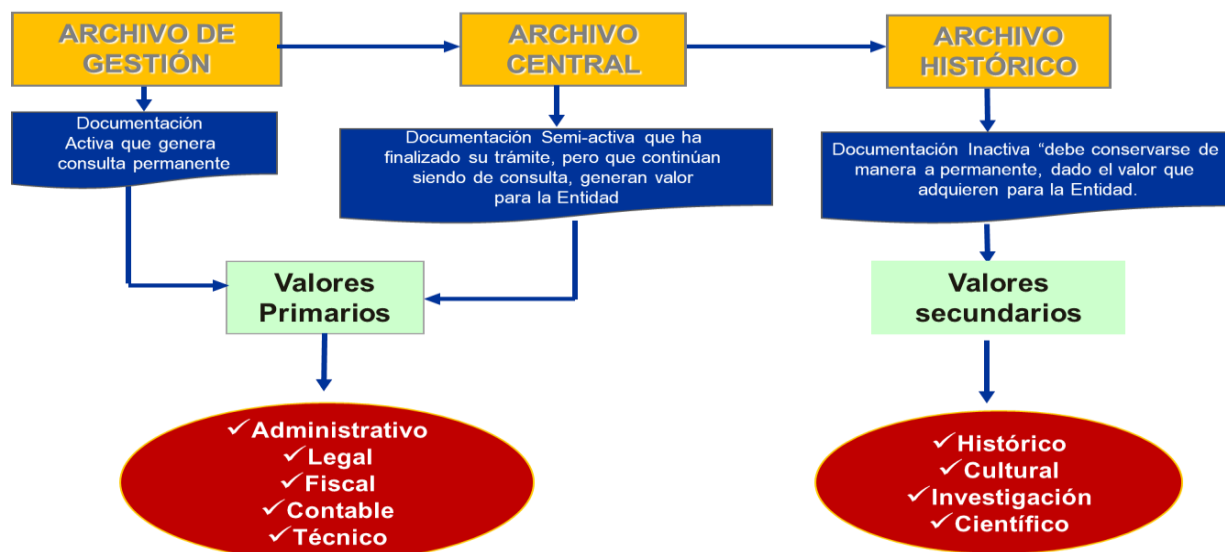 ARCHIVO DE
GESTIÓN
ARCHIVO
CENTRAL
ARCHIVO
HISTÓRICO
Documentación
Activa que genera
consulta permanente
Documentación Semi-activa que ha
finalizado su trámite, pero que continúan
siendo de consulta, generan valor
para la Entidad
Documentación Inactiva “debe conservarse de
manera a permanente, dado el valor que
adquieren para la Entidad.
Valores
Primarios
Valores
secundarios
✓Administrativo
✓Legal
✓Fiscal
✓Contable
✓Técnico
✓Histórico
✓Cultural
✓Investigación
✓Científico